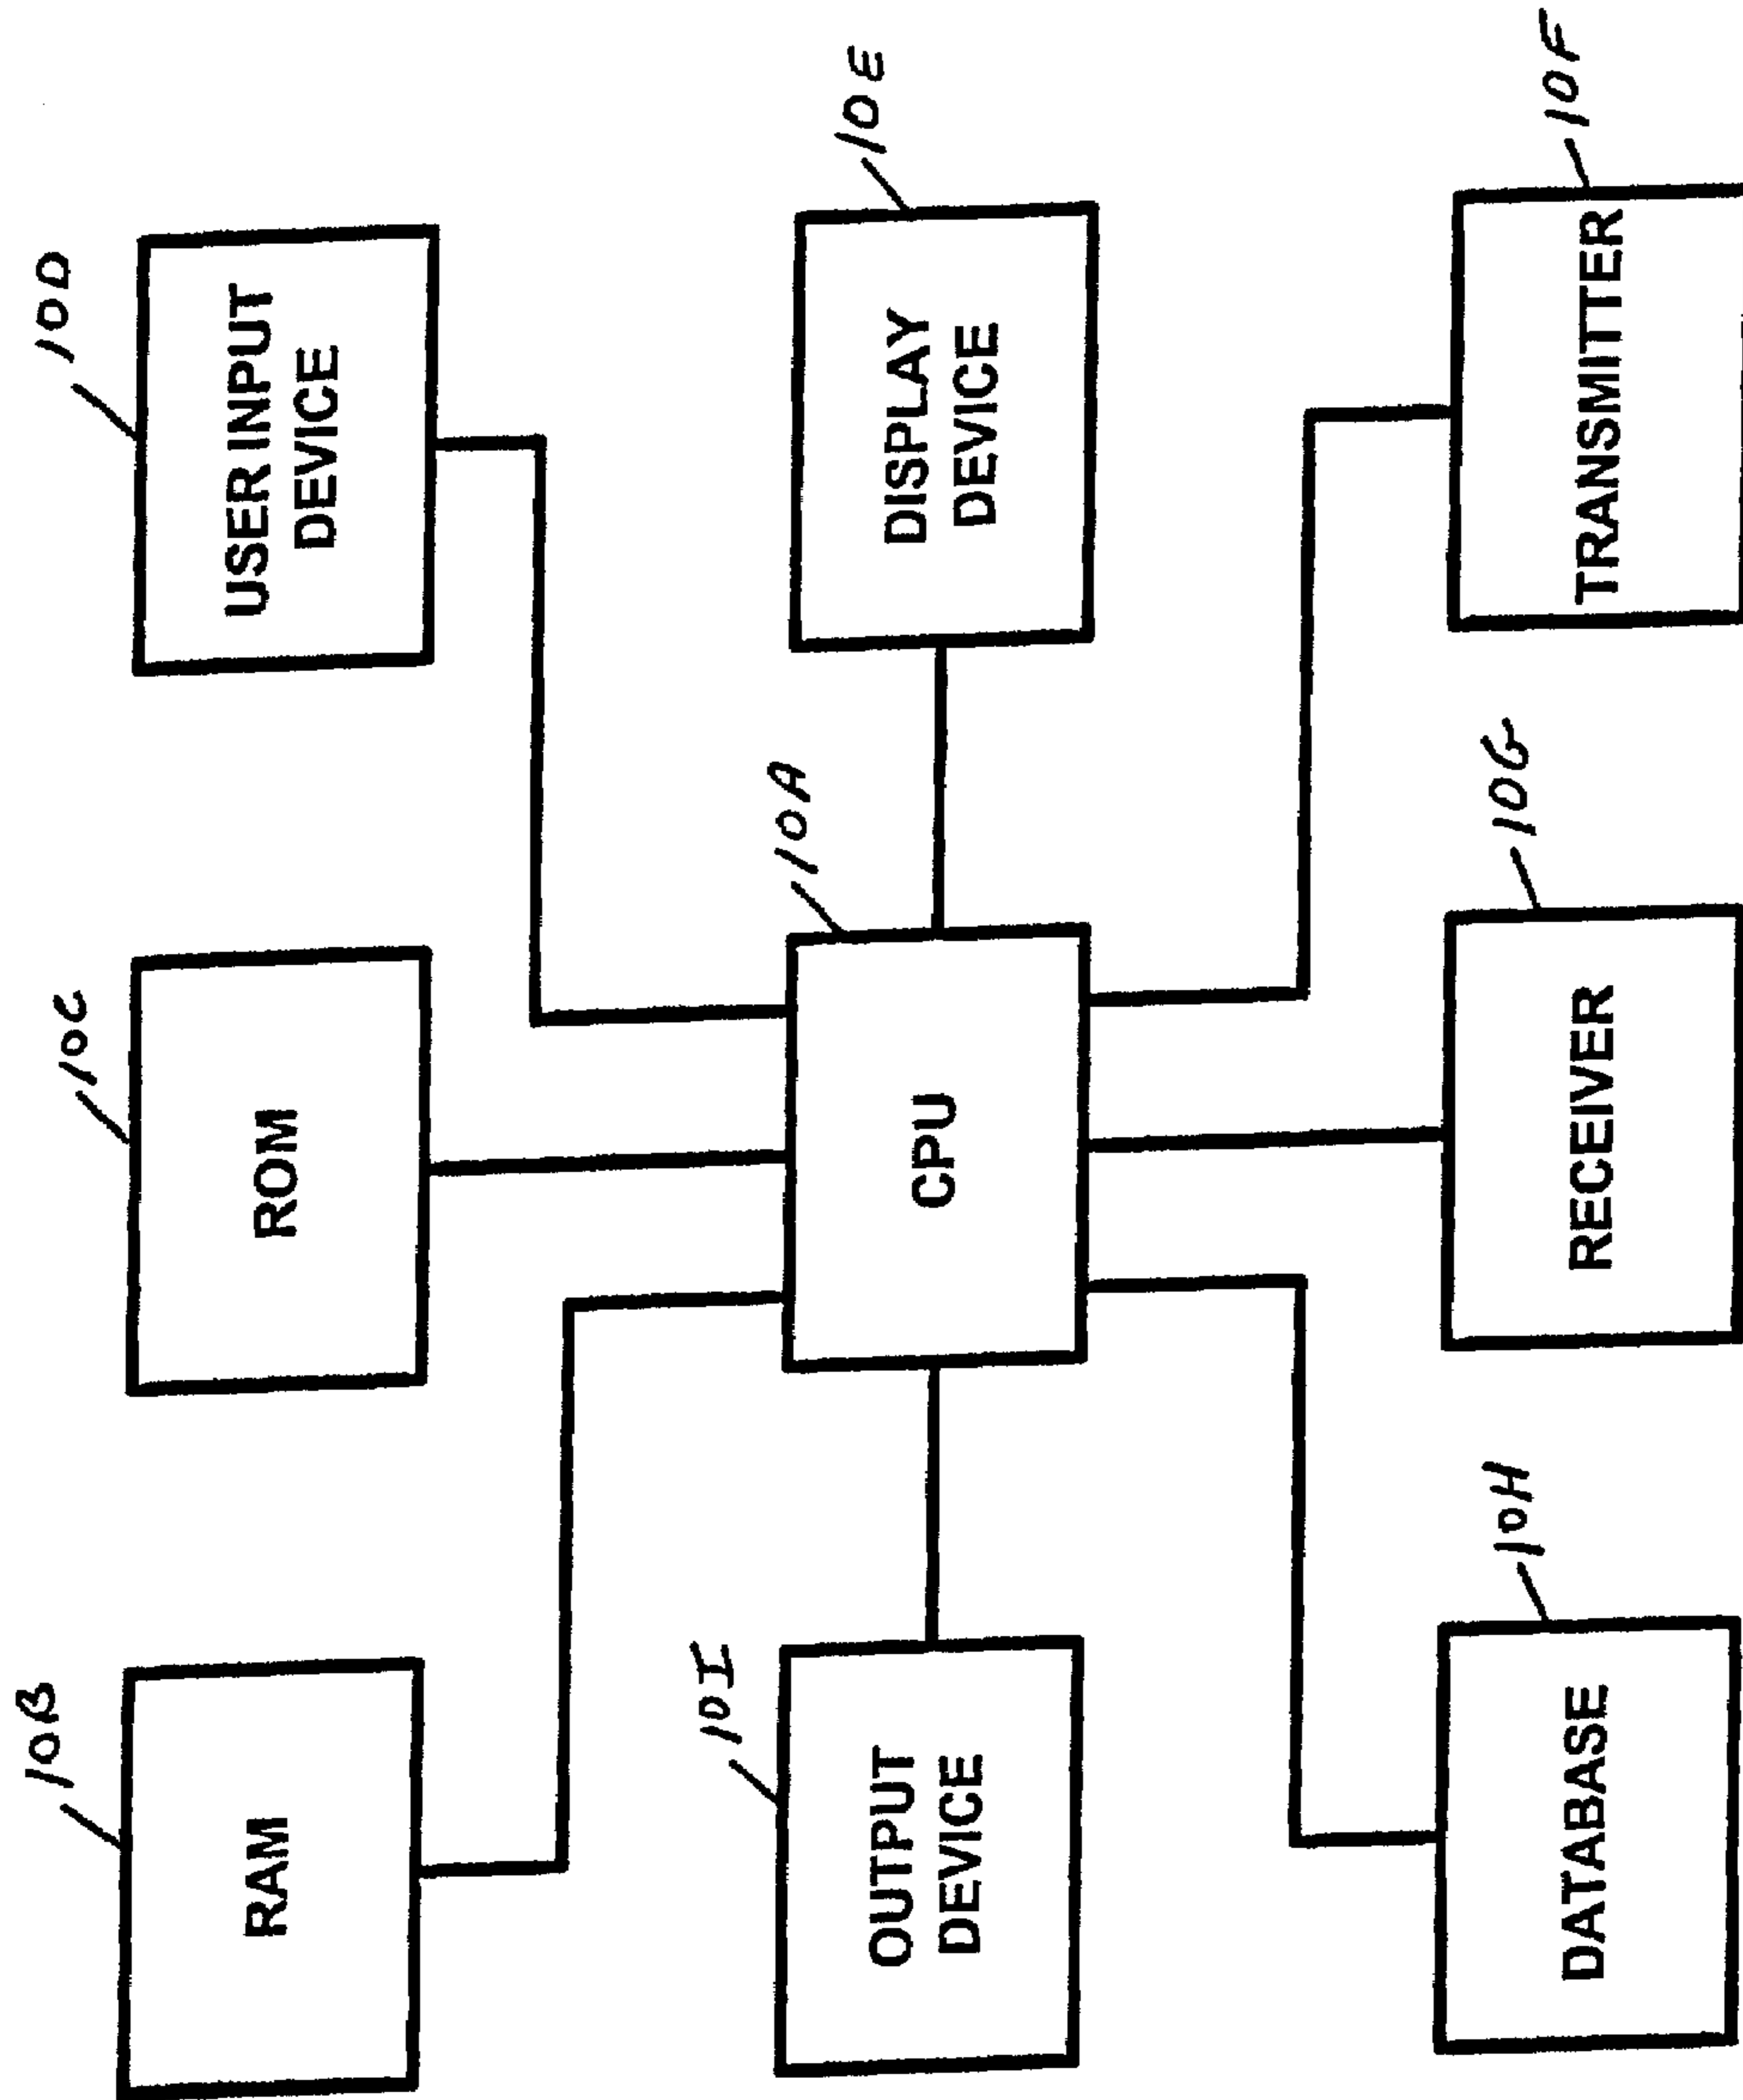 10B
RAM
10C
ROM
10D
USER INPUT
DEVICE
10I
OUTPUT
DEVICE
10A
CPU
10E
DISPLAY
DEVICE
10H
DATABASE
10G
RECEIVER
10F
TRANSMITTER